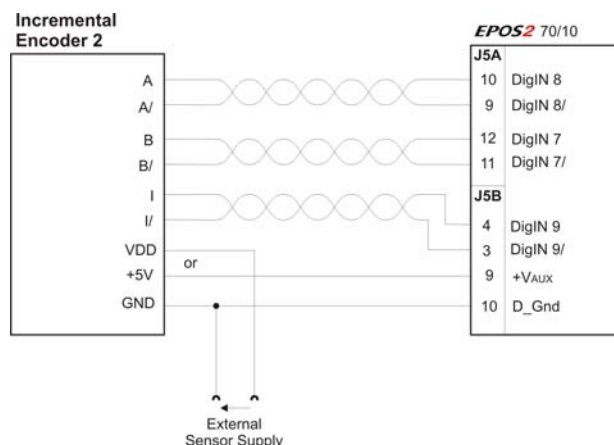 Incremental
Encoder 2
EPOS2 70/10
J5A
A 10 DigIN 8
A/ 9 DigIN 8/
B 12 DigIN 7
B/ 11 DigIN 7/
J5B
I 4 DigIN 9
I/ 3 DigIN 9/
VDD
or
+5V 9 +VAUX
GND 10 D_Gnd
External
Sensor Supply